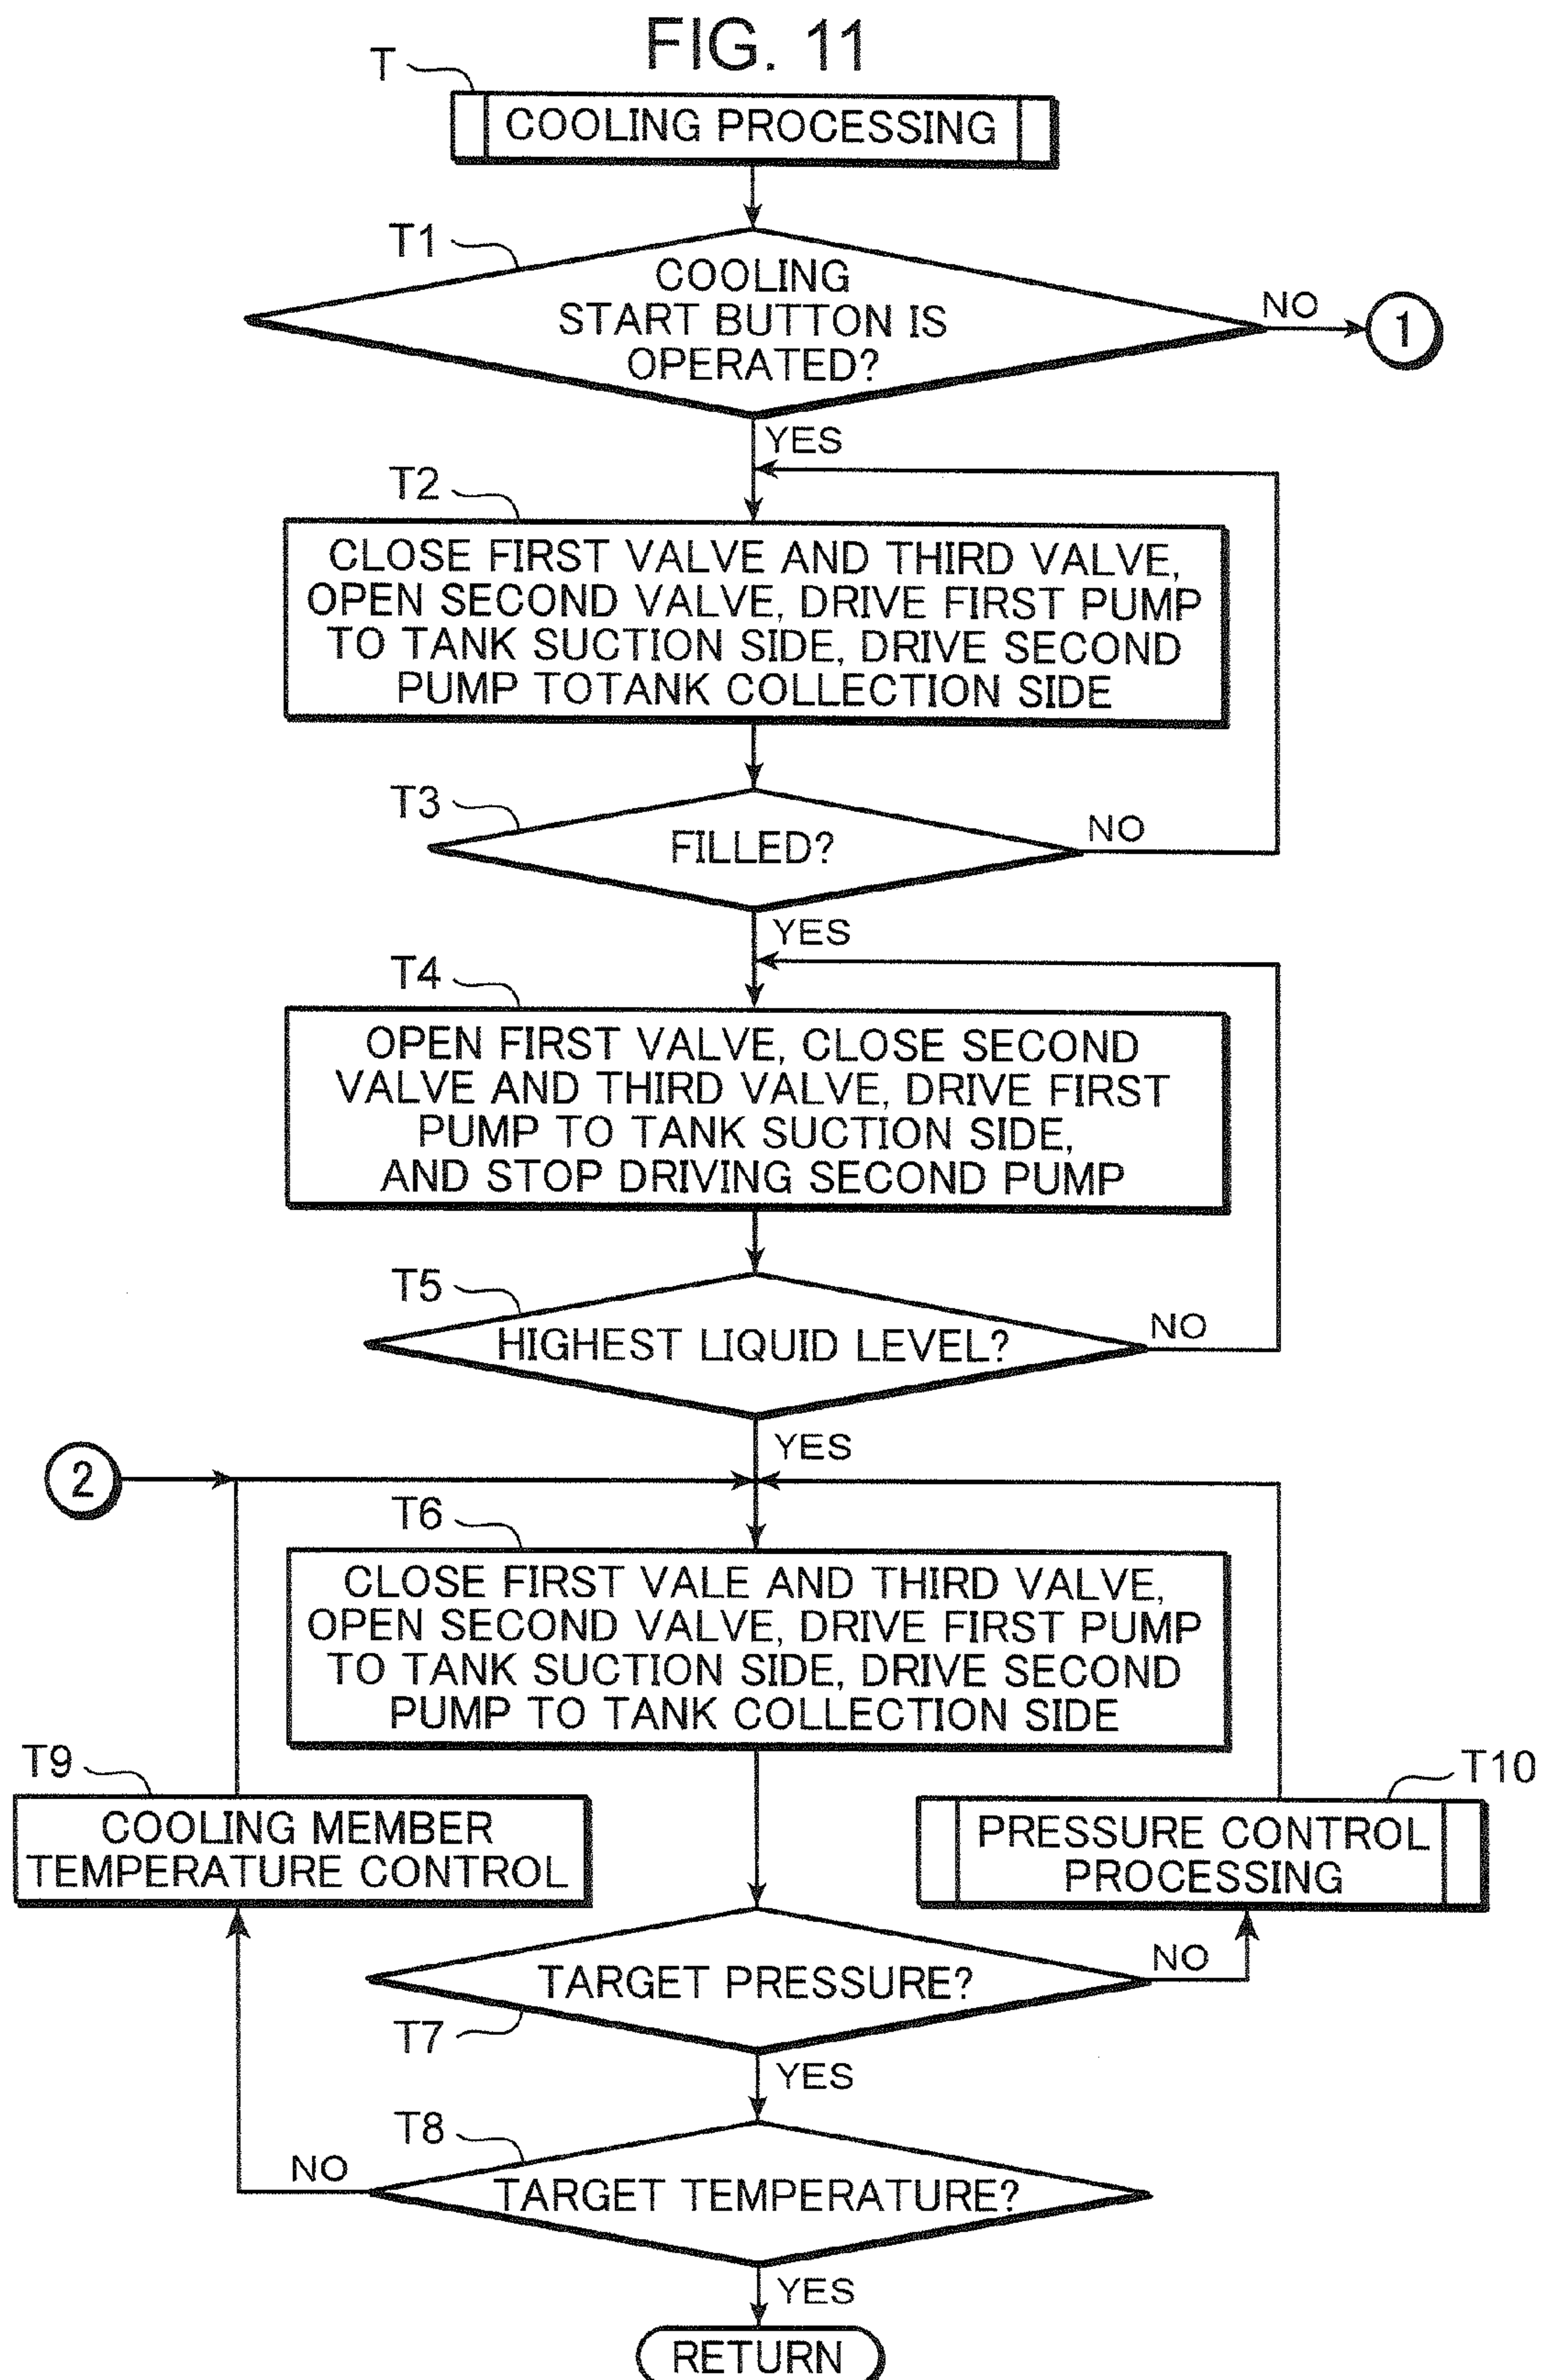 FIG. 11
T
COOLING PROCESSING
T1
COOLING
START BUTTON IS
OPERATED?
NO
1
YES
T2
CLOSE FIRST VALVE AND THIRD VALVE,
OPEN SECOND VALVE, DRIVE FIRST PUMP
TO TANK SUCTION SIDE, DRIVE SECOND
PUMP TOTANK COLLECTION SIDE
T3
FILLED?
NO
YES
T4
OPEN FIRST VALVE, CLOSE SECOND
VALVE AND THIRD VALVE, DRIVE FIRST
PUMP TO TANK SUCTION SIDE,
AND STOP DRIVING SECOND PUMP
T5
HIGHEST LIQUID LEVEL?
NO
YES
2
T6
CLOSE FIRST VALE AND THIRD VALVE,
OPEN SECOND VALVE, DRIVE FIRST PUMP
TO TANK SUCTION SIDE, DRIVE SECOND
PUMP TO TANK COLLECTION SIDE
T9
COOLING MEMBER
TEMPERATURE CONTROL
T10
PRESSURE CONTROL
PROCESSING
TARGET PRESSURE?
NO
T7
YES
T8
TARGET TEMPERATURE?
NO
YES
RETURN